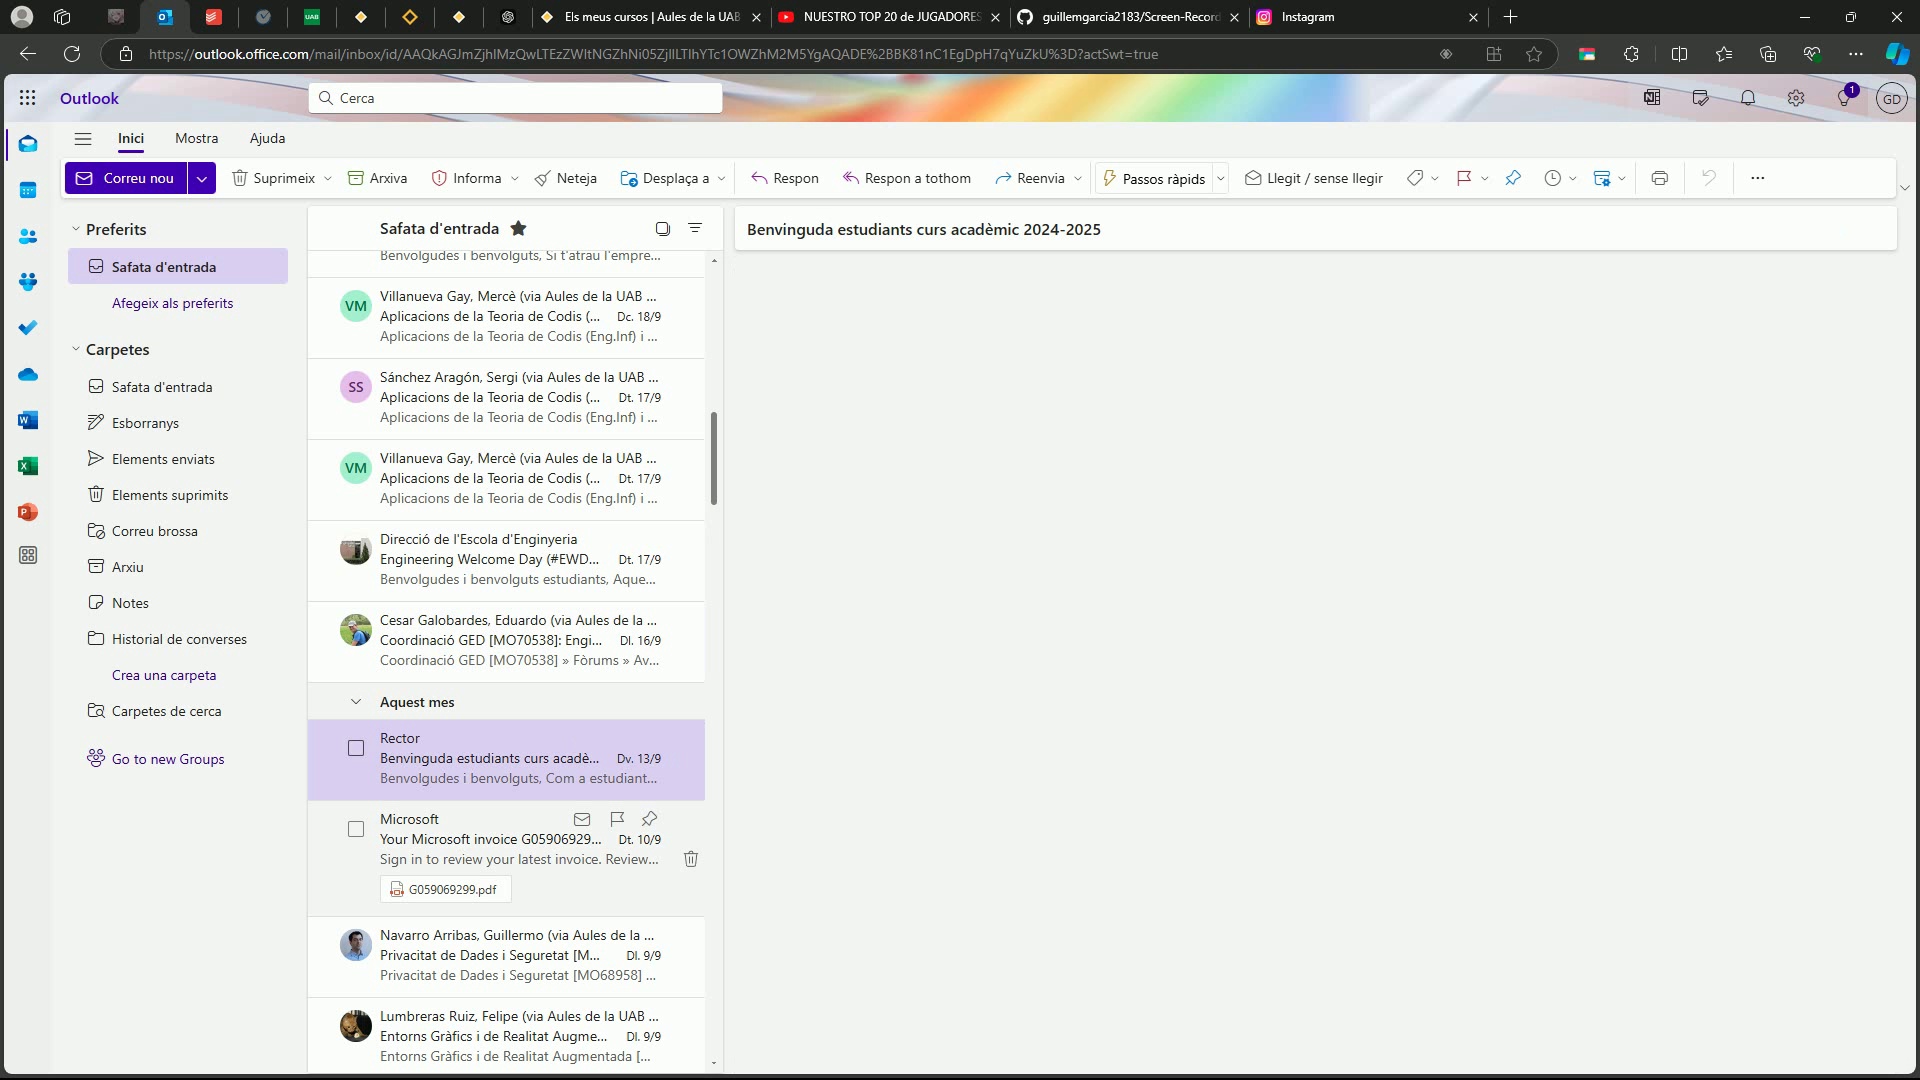 UAB
Els meus cursos | Aules de la UAB
NUESTRO TOP 20 de JUGADORES
guillemgarcia2183/Screen-Record
Instagram
Outlook
Cerca
1
GD
Inici
Mostra
Ajuda
Correu nou
Suprimeix
Arxiva
Informa
Neteja
Desplaça a
Respon
Respon a tothom
Reenvia
Passos ràpids
Llegit / sense llegir
Preferits
Safata d'entrada
Afegeix als preferits
Carpetes
Safata d'entrada
Esborranys
Elements enviats
Elements suprimits
Correu brossa
Arxiu
Notes
Historial de converses
Crea una carpeta
Carpetes de cerca
Go to new Groups
Safata d'entrada
Benvolgudes i benvolguts, Si t'atrau l'empre...
VM
Villanueva Gay, Mercè (via Aules de la UAB ...
Aplicacions de la Teoria de Codis (... Dc. 18/9
Aplicacions de la Teoria de Codis (Eng.Inf) i ...
SS
Sánchez Aragón, Sergi (via Aules de la UAB ...
Aplicacions de la Teoria de Codis (... Dt. 17/9
Aplicacions de la Teoria de Codis (Eng.Inf) i ...
VM
Villanueva Gay, Mercè (via Aules de la UAB ...
Aplicacions de la Teoria de Codis (... Dt. 17/9
Aplicacions de la Teoria de Codis (Eng.Inf) i ...
Direcció de l'Escola d'Enginyeria
Engineering Welcome Day (#EWD... Dt. 17/9
Benvolgudes i benvolguts estudiants, Aque...
Cesar Galobardes, Eduardo (via Aules de la ...
Coordinació GED [MO70538]: Engi... Dl. 16/9
Coordinació GED [MO70538] » Fòrums » Av...
Aquest mes
Rector
Benvinguda estudiants curs acadè... Dv. 13/9
Benvolgudes i benvolguts, Com a estudiant...
Microsoft
Your Microsoft invoice G05906929... Dt. 10/9
Sign in to review your latest invoice. Review...
G059069299.pdf
Navarro Arribas, Guillermo (via Aules de la ...
Privacitat de Dades i Seguretat [M... Dl. 9/9
Privacitat de Dades i Seguretat [MO68958] ...
Lumbreras Ruiz, Felipe (via Aules de la UAB ...
Entorns Gràfics i de Realitat Augme... Dl. 9/9
Entorns Gràfics i de Realitat Augmentada [...
Benvinguda estudiants curs acadèmic 2024-2025